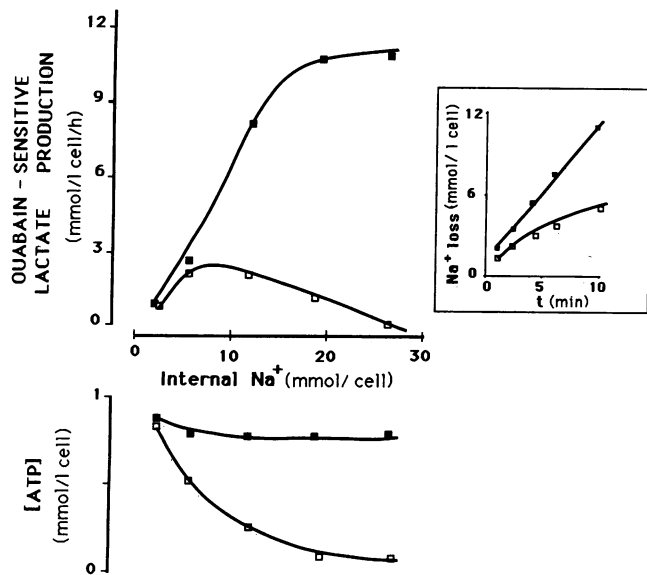 OUABAIN - SENSITIVE
LACTATE PRODUCTION
(mmol/l cell/h)
12
9
6
3
0
0 10 20 30
Internal Na+ (mmol/ cell)
Na+ loss (mmol/ l cell)
12
6
0
0 5 10
t (min)
[ATP]
(mmol/l cell)
1
0